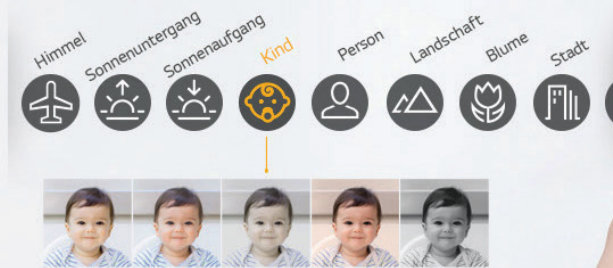 Himmel
Sonnenuntergang
Sonnenaufgang
Kind
Person
Landschaft
Blume
Stadt